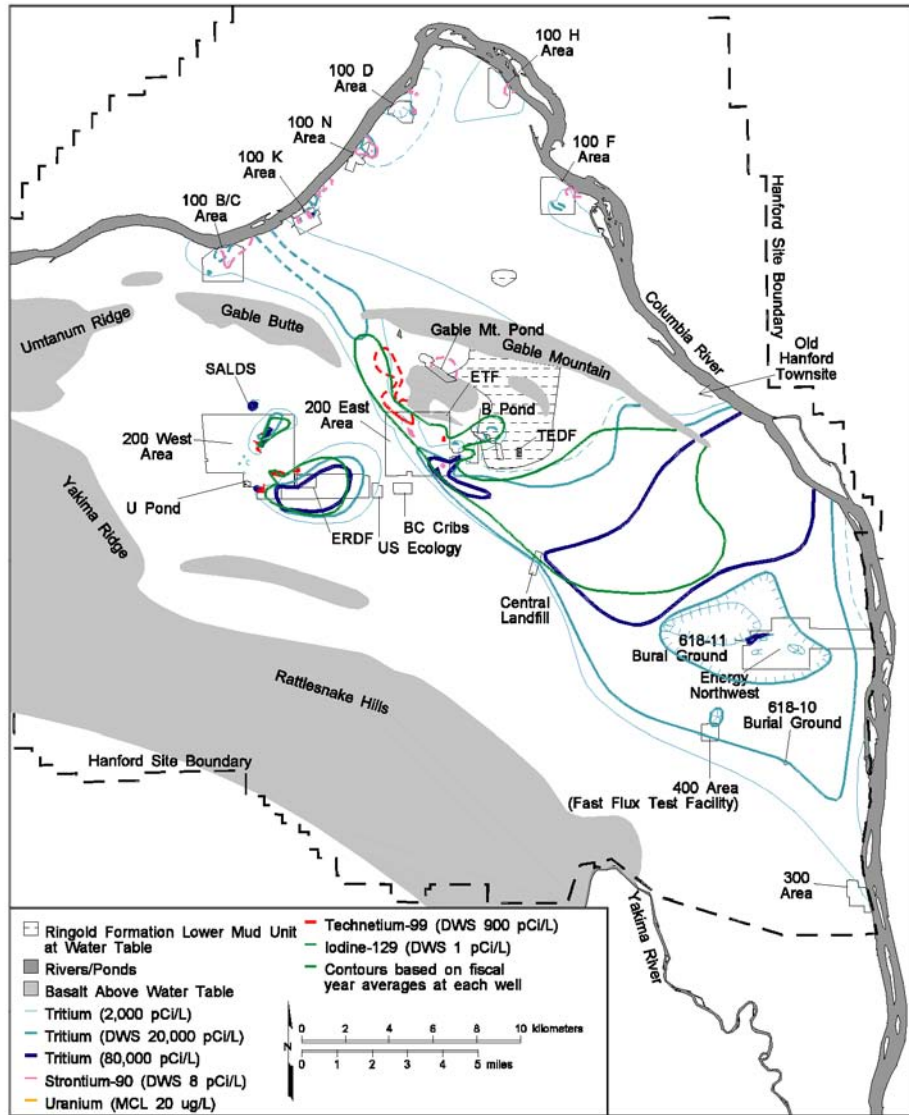 100 H
Area
100 D
Area
100 N
Area
100 K
Area
100 F
Area
100 B/C
Area
Hanford Site Boundary
Columbia River
Umtanum Ridge
Gable Butte
Gable Mt. Pond
Gable Mountain
Old
Hanford
Townsite
SALDS
ETF
200 East
Area
B Pond
200 West
Area
TEDF
Yakima Ridge
U Pond
BC Cribs
ERDF
US Ecology
Central
Landfill
618-11
Burial Ground
Energy
Northwest
Rattlesnake Hills
618-10
Burial Ground
Hanford Site Boundary
400 Area
(Fast Flux Test Facility)
300
Area
Yakima River
Ringold Formation Lower Mud Unit
at Water Table
Rivers/Ponds
Basalt Above Water Table
Tritium (2,000 pCi/L)
Tritium (DWS 20,000 pCi/L)
Tritium (80,000 pCi/L)
Strontium-90 (DWS 8 pCi/L)
Uranium (MCL 20 ug/L)
Technetium-99 (DWS 900 pCi/L)
Iodine-129 (DWS 1 pCi/L)
Contours based on fiscal
year averages at each well
N
0 2 4 6 8 10 kilometers
0 1 2 3 4 5 miles